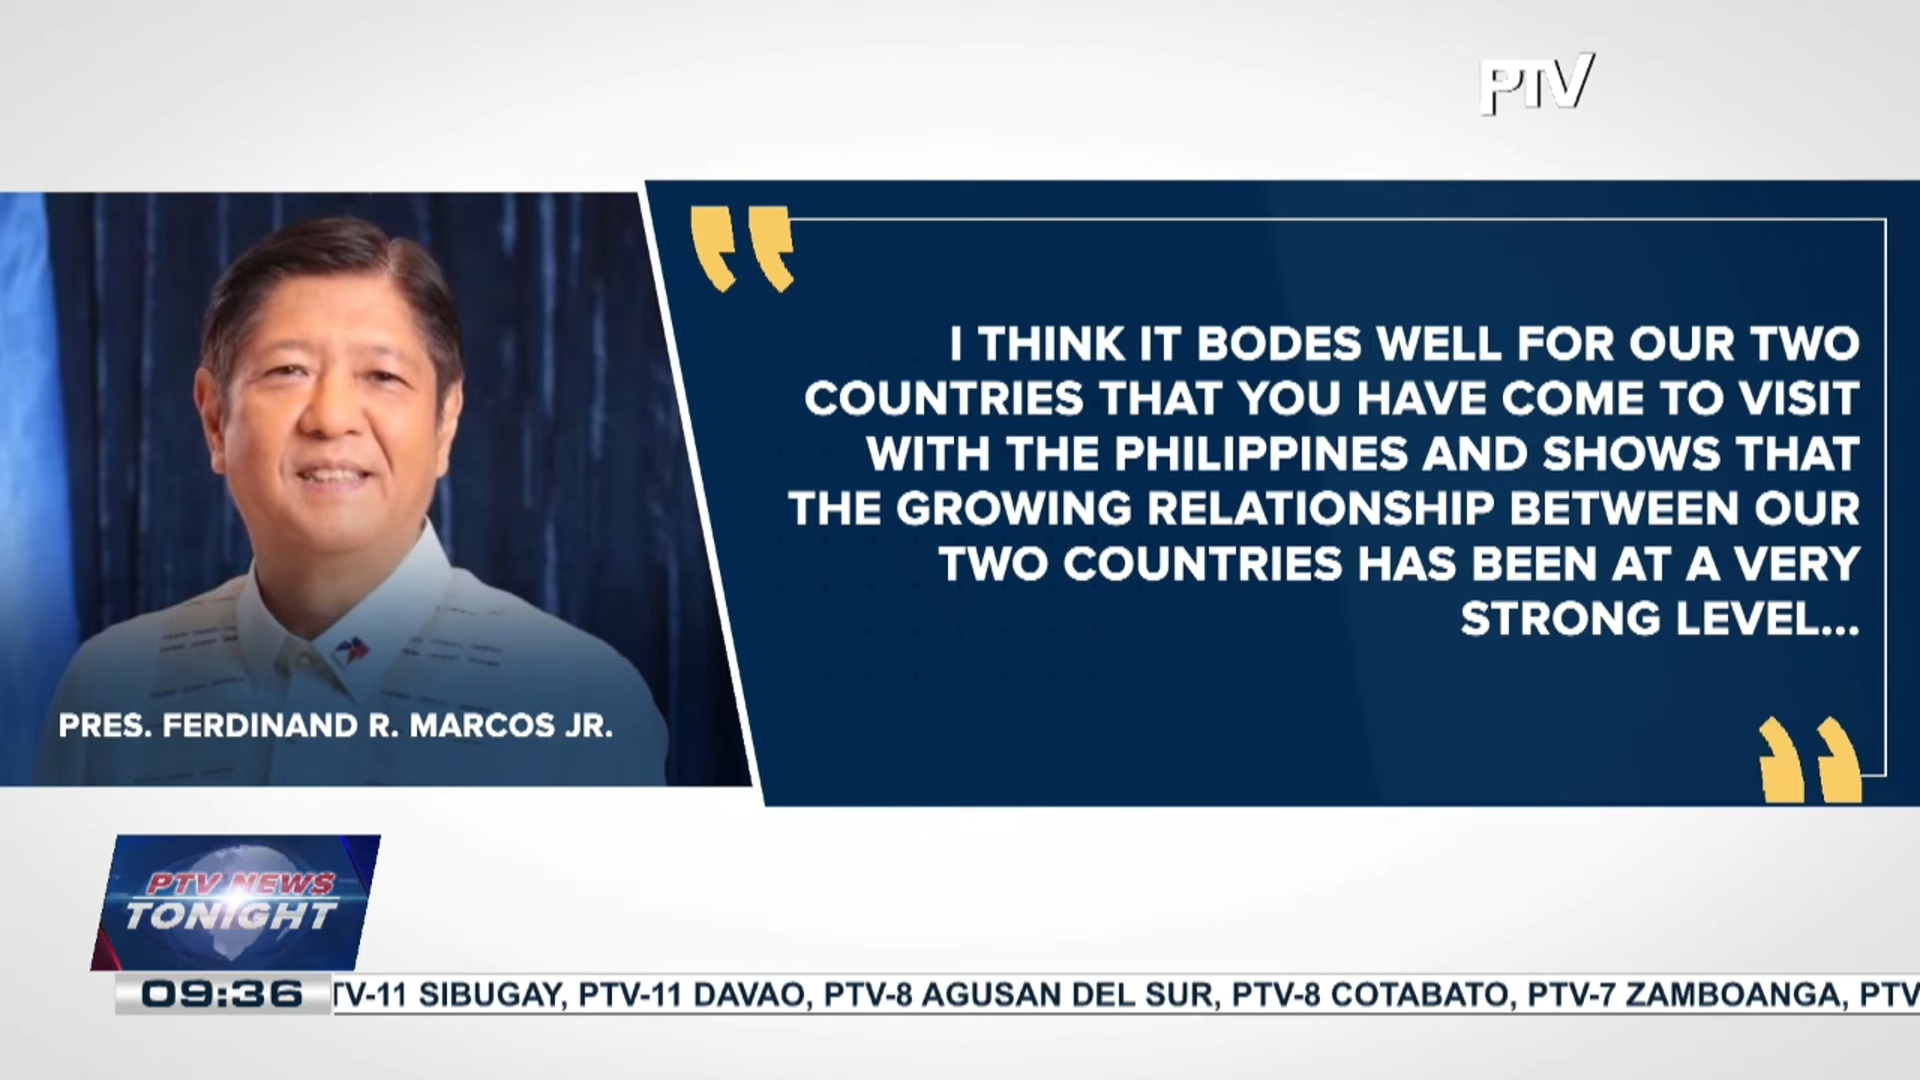 PTV
I THINK IT BODES WELL FOR OUR TWO
COUNTRIES THAT YOU HAVE COME TO VISIT
WITH THE PHILIPPINES AND SHOWS THAT
THE GROWING RELATIONSHIP BETWEEN OUR
TWO COUNTRIES HAS BEEN AT A VERY
STRONG LEVEL...
PRES. FERDINAND R. MARCOS JR.
PTV NEWS
TONIGHT
09:36 TV-11 SIBUGAY, PTV-11 DAVAO, PTV-8 AGUSAN DEL SUR, PTV-8 COTABATO, PTV-7 ZAMBOANGA, PTV